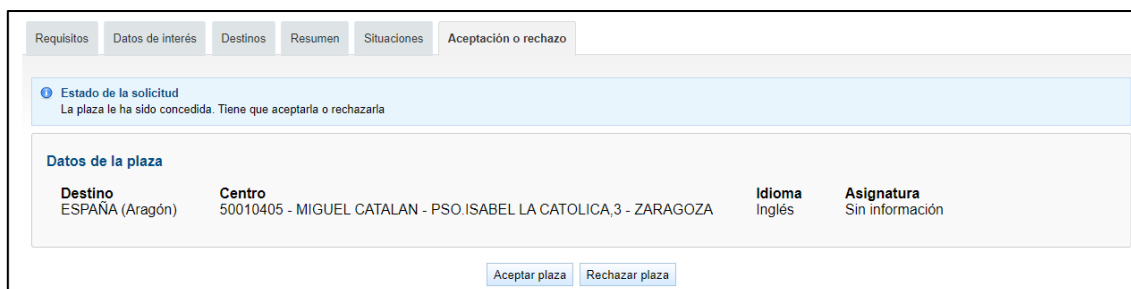 Requisitos Datos de interés Destinos Resumen Situaciones Aceptación o rechazo
Estado de la solicitud
La plaza le ha sido concedida. Tiene que aceptarla o rechazarla
Datos de la plaza
Destino Centro Idioma Asignatura
ESPAÑA (Aragón) 50010405 - MIGUEL CATALAN - PSO.ISABEL LA CATOLICA,3 - ZARAGOZA Inglés Sin información
Aceptar plaza Rechazar plaza